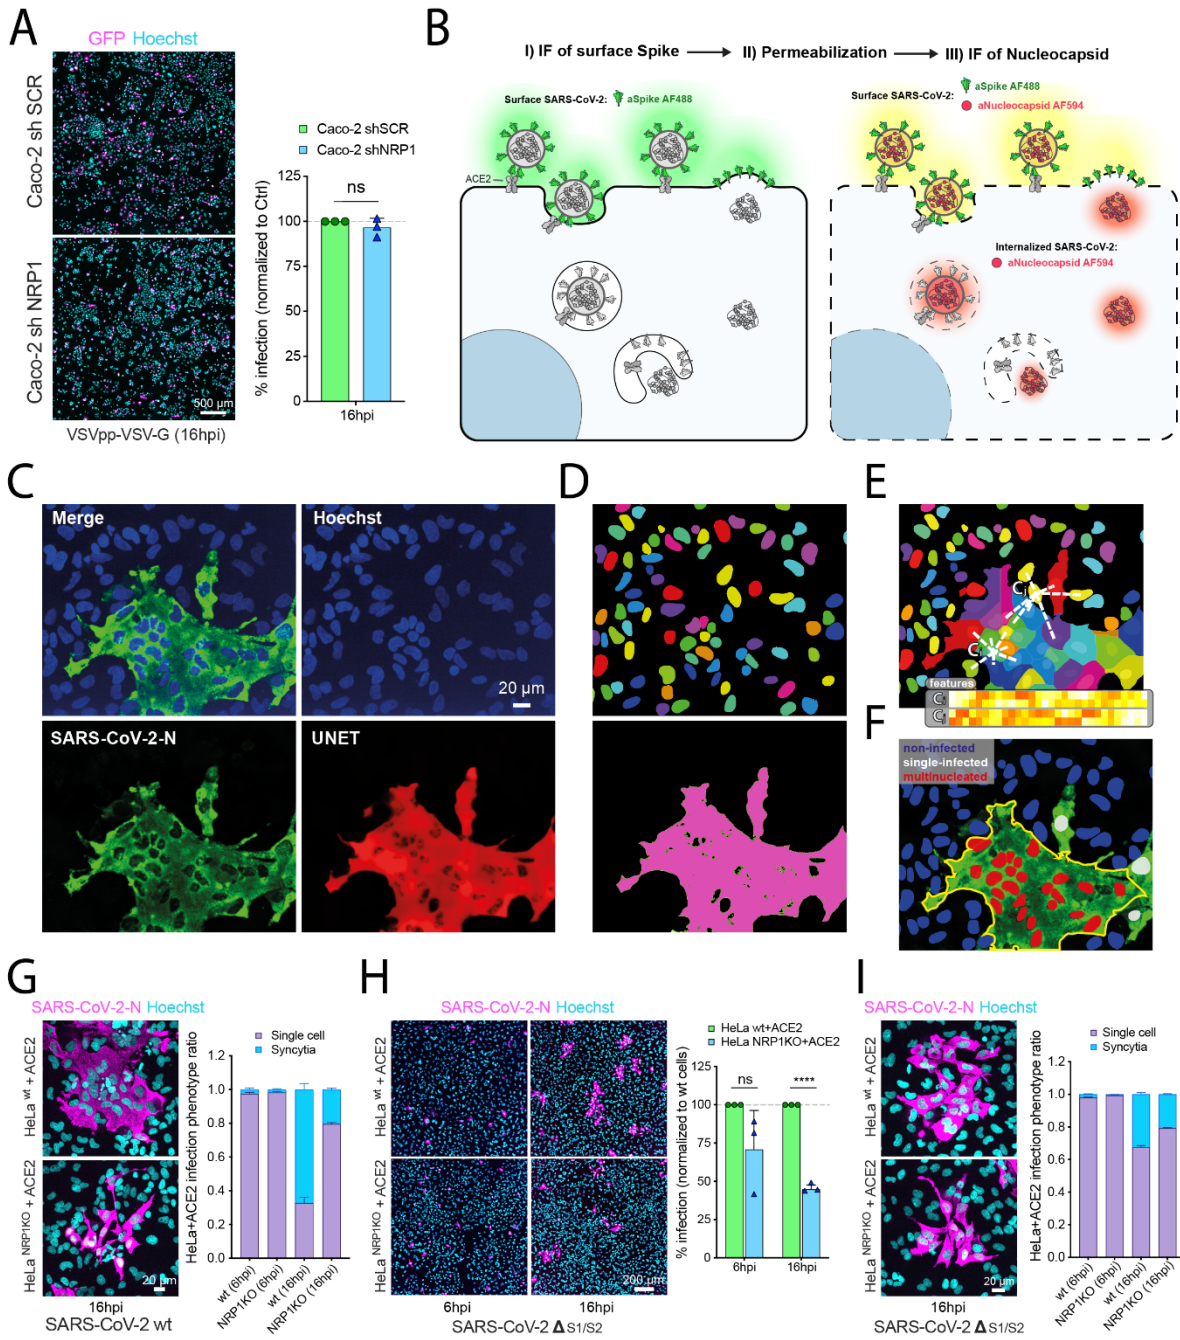 A
GFP Hoechst
Caco-2 sh SCR
Caco-2 sh NRP1
500 µm
VSVpp-VSV-G (16hpi)
Caco-2 shSCR
Caco-2 shNRP1
% infection (normalized to Ctrl)
125
100
75
50
25
0
ns
16hpi
B
I) IF of surface Spike
II) Permeabilization
III) IF of Nucleocapsid
Surface SARS-CoV-2:
aSpike AF488
ACE2
Surface SARS-CoV-2:
aSpike AF488
aNucleocapsid AF594
Internalized SARS-CoV-2:
aNucleocapsid AF594
C
Merge
Hoechst
20 µm
SARS-CoV-2-N
UNET
D
E
C
C
features
C
C
F
non-infected
single-infected
multinucleated
G
SARS-CoV-2-N Hoechst
HeLa wt + ACE2
HeLa NRP1KO + ACE2
20 µm
16hpi
SARS-CoV-2 wt
Single cell
Syncytia
HeLa+ACE2 infection phenotype ratio
1.2
1.0
0.8
0.6
0.4
0.2
0.0
wt (6hpi)
NRP1KO (6hpi)
wt (16hpi)
NRP1KO (16hpi)
H
SARS-CoV-2-N Hoechst
HeLa wt + ACE2
HeLa NRP1KO + ACE2
200 µm
6hpi
16hpi
SARS-CoV-2 Δ S1/S2
HeLa wt+ACE2
HeLa NRP1KO+ACE2
% infection (normalized to wt cells)
125
100
75
50
25
0
ns
****
6hpi
16hpi
I
SARS-CoV-2-N Hoechst
HeLa wt + ACE2
HeLa NRP1KO + ACE2
20 µm
16hpi
SARS-CoV-2 Δ S1/S2
Single cell
Syncytia
HeLa+ACE2 infection phenotype ratio
1.2
1.0
0.8
0.6
0.4
0.2
0.0
wt (6hpi)
NRP1KO (6hpi)
wt (16hpi)
NRP1KO (16hpi)